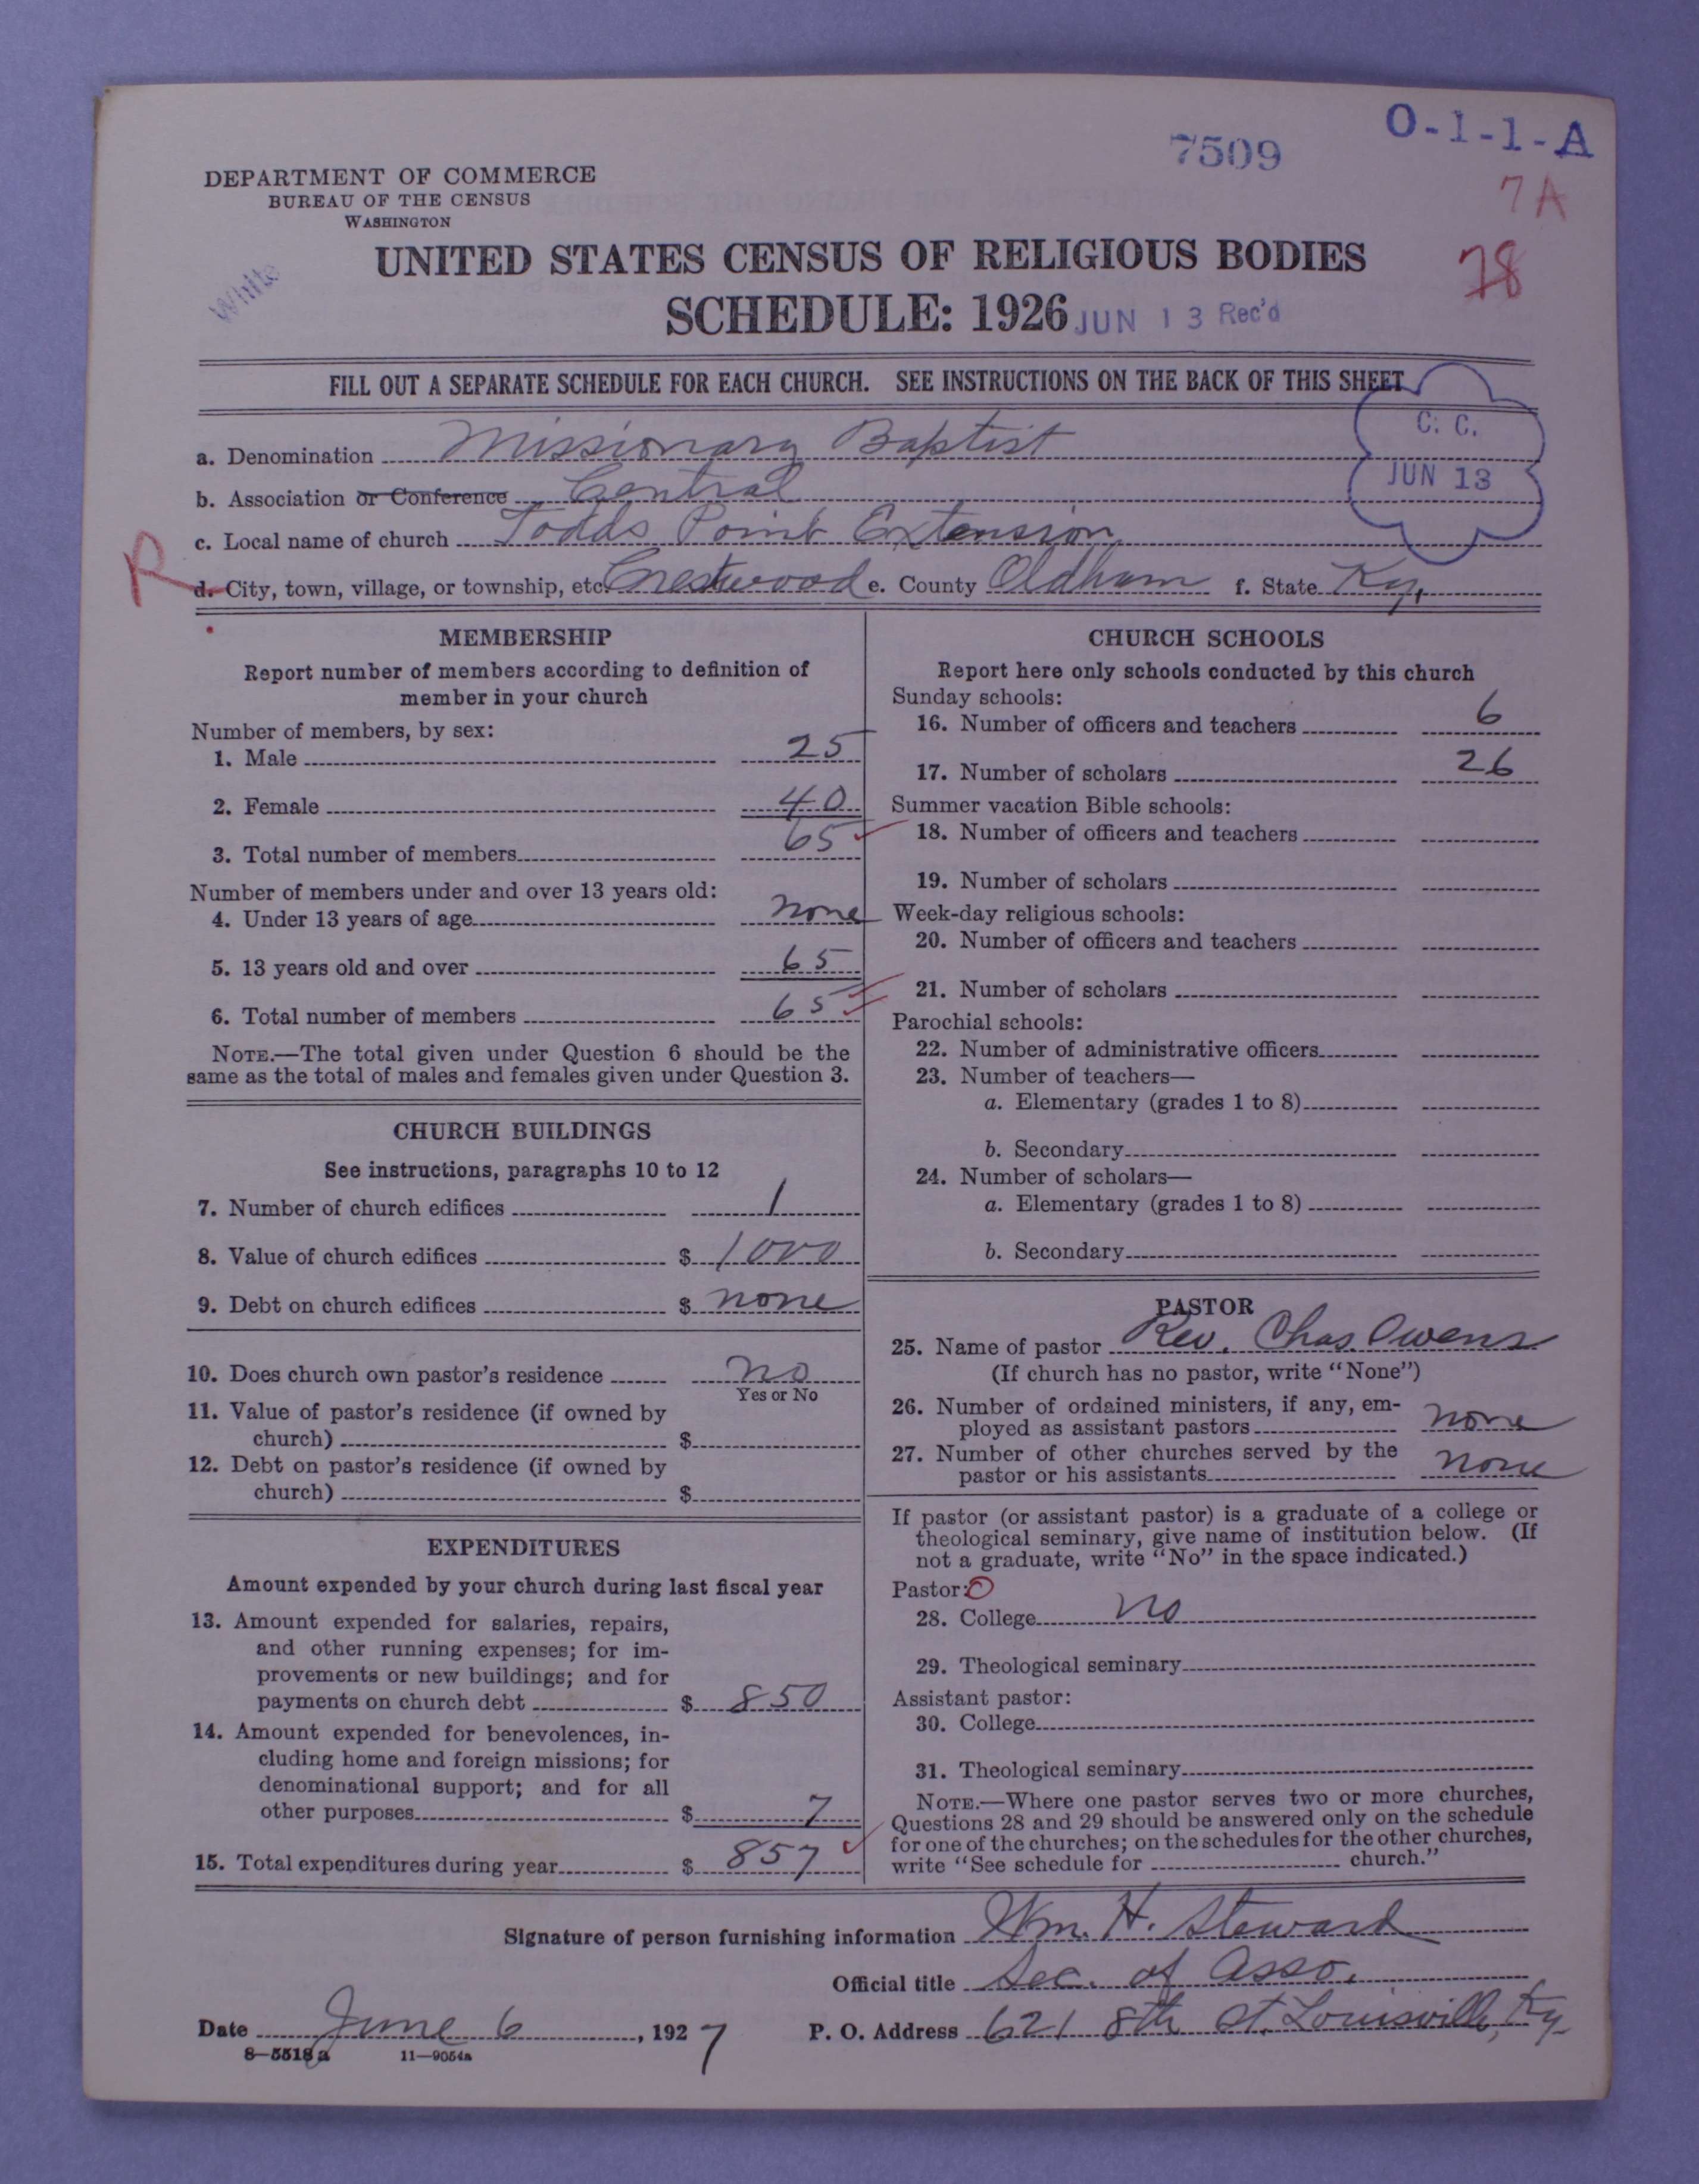 7509
O-1-1-A
7A
78
DEPARTMENT OF COMMERCE
BUREAU OF THE CENSUS
WASHINGTON
White
UNITED STATES CENSUS OF RELIGIOUS BODIES
SCHEDULE: 1926
JUN 13 Rec'd
FILL OUT A SEPARATE SCHEDULE FOR EACH CHURCH. SEE INSTRUCTIONS ON THE BACK OF THIS SHEET
C. C.
JUN 13
a. Denomination Missionary Baptist
b. Association or Conference Central
c. Local name of church Todds Point Extension
R
d. City, town, village, or township, etc. Crestwood e. County Oldham f. State Ky.
MEMBERSHIP
Report number of members according to definition of
member in your church
Number of members, by sex:
1. Male 25
2. Female 40
3. Total number of members 65
Number of members under and over 13 years old:
4. Under 13 years of age none
5. 13 years old and over 65
6. Total number of members 65
NOTE.—The total given under Question 6 should be the
same as the total of males and females given under Question 3.
CHURCH BUILDINGS
See instructions, paragraphs 10 to 12
7. Number of church edifices 1
8. Value of church edifices $ 1000
9. Debt on church edifices $ none
10. Does church own pastor's residence no
Yes or No
11. Value of pastor's residence (if owned by
church) $
12. Debt on pastor's residence (if owned by
church) $
EXPENDITURES
Amount expended by your church during last fiscal year
13. Amount expended for salaries, repairs,
and other running expenses; for im-
provements or new buildings; and for
payments on church debt $ 850
14. Amount expended for benevolences, in-
cluding home and foreign missions; for
denominational support; and for all
other purposes $ 7
15. Total expenditures during year $ 857
CHURCH SCHOOLS
Report here only schools conducted by this church
Sunday schools:
16. Number of officers and teachers 6
17. Number of scholars 26
Summer vacation Bible schools:
18. Number of officers and teachers
19. Number of scholars
Week-day religious schools:
20. Number of officers and teachers
21. Number of scholars
Parochial schools:
22. Number of administrative officers
23. Number of teachers—
a. Elementary (grades 1 to 8)
b. Secondary
24. Number of scholars—
a. Elementary (grades 1 to 8)
b. Secondary
PASTOR
25. Name of pastor Rev. Chas. Owens
(If church has no pastor, write "None")
26. Number of ordained ministers, if any, em-
ployed as assistant pastors none
27. Number of other churches served by the
pastor or his assistants none
If pastor (or assistant pastor) is a graduate of a college or
theological seminary, give name of institution below. (If
not a graduate, write "No" in the space indicated.)
Pastor: O
28. College no
29. Theological seminary
Assistant pastor:
30. College
31. Theological seminary
NOTE.—Where one pastor serves two or more churches,
Questions 28 and 29 should be answered only on the schedule
for one of the churches; on the schedules for the other churches,
write "See schedule for church."
Signature of person furnishing information Wm. H. Steward
Official title Sec. of Asso.
Date June 6, 1927 P. O. Address 621 8th St. Louisville, Ky.
8—5518 a 11—9054a